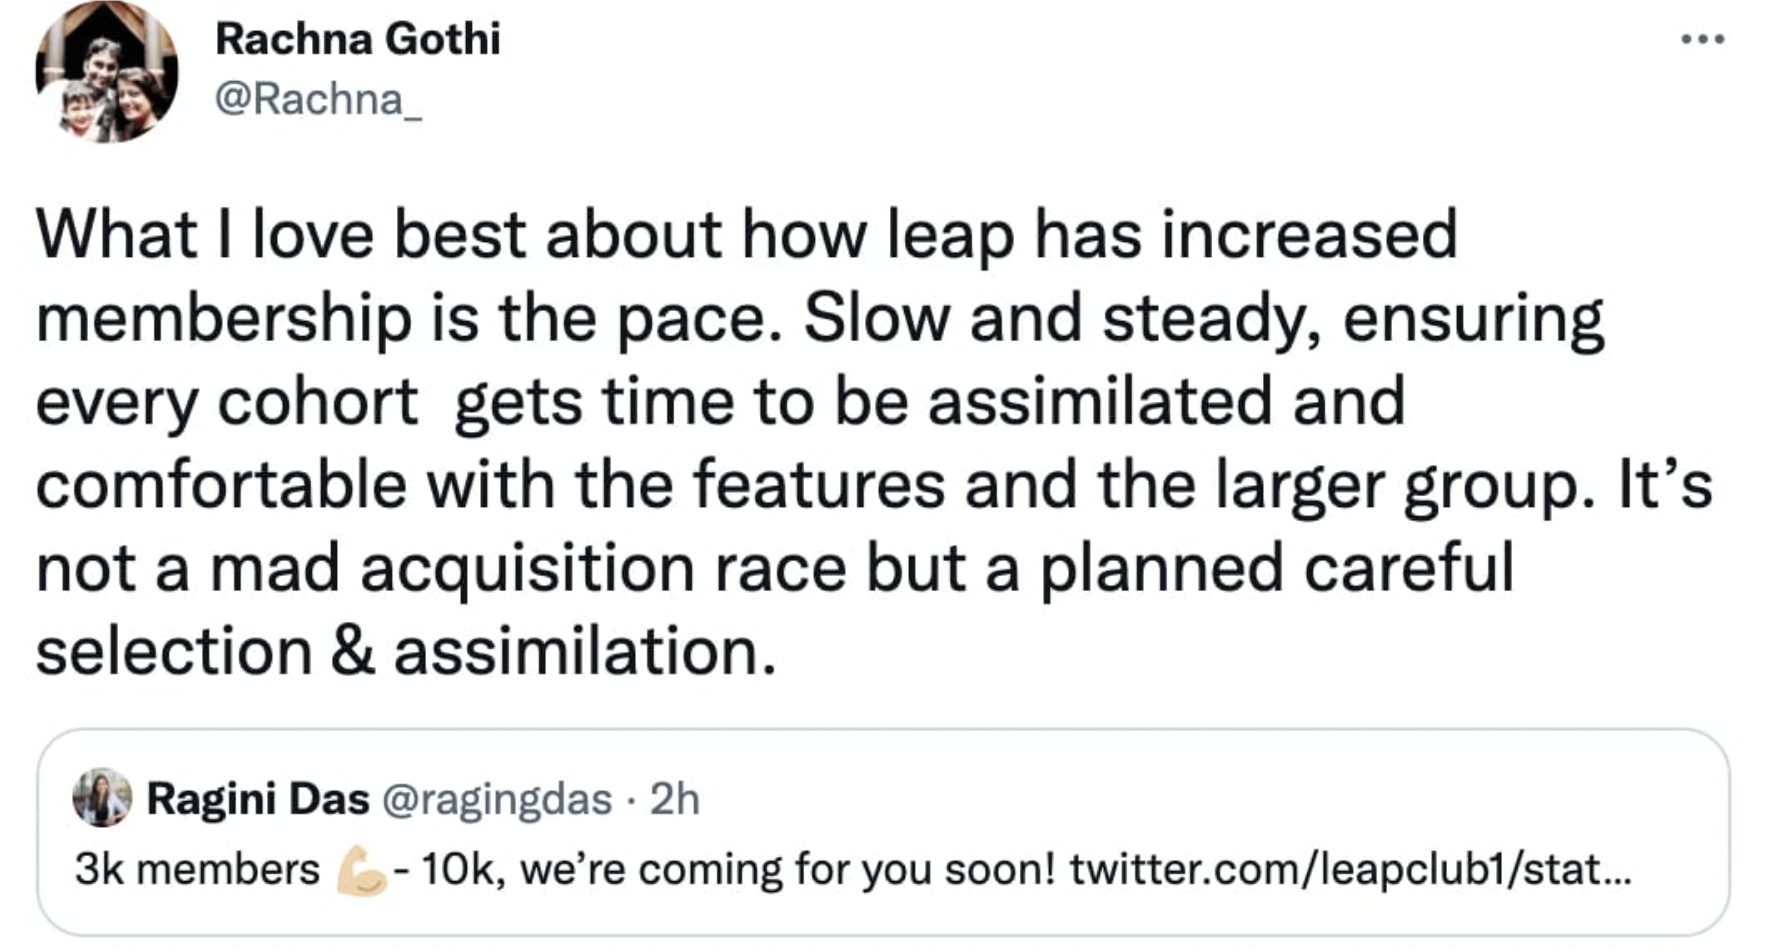 Rachna Gothi
@Rachna_
What I love best about how leap has increased
membership is the pace. Slow and steady, ensuring
every cohort  gets time to be assimilated and
comfortable with the features and the larger group. It’s
not a mad acquisition race but a planned careful
selection & assimilation.
Ragini Das @ragingdas · 2h
3k members 💪🏼- 10k, we’re coming for you soon! twitter.com/leapclub1/stat…